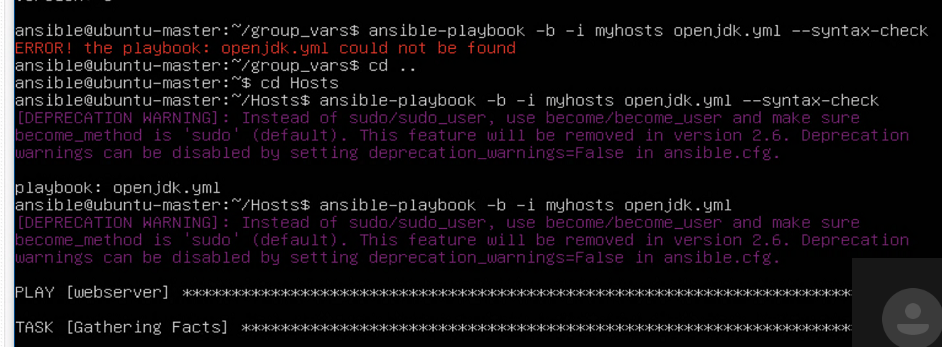 ansible@ubuntu-master:~/group_vars$ ansible-playbook -b -i myhosts openjdk.yml --syntax-check
ERROR! the playbook: openjdk.yml could not be found
ansible@ubuntu-master:~/group_vars$ cd ..
ansible@ubuntu-master:~$ cd Hosts
ansible@ubuntu-master:~/Hosts$ ansible-playbook -b -i myhosts openjdk.yml --syntax-check
[DEPRECATION WARNING]: Instead of sudo/sudo_user, use become/become_user and make sure
become_method is 'sudo' (default). This feature will be removed in version 2.6. Deprecation
warnings can be disabled by setting deprecation_warnings=False in ansible.cfg.
playbook: openjdk.yml
ansible@ubuntu-master:~/Hosts$ ansible-playbook -b -i myhosts openjdk.yml
[DEPRECATION WARNING]: Instead of sudo/sudo_user, use become/become_user and make sure
become_method is 'sudo' (default). This feature will be removed in version 2.6. Deprecation
warnings can be disabled by setting deprecation_warnings=False in ansible.cfg.
PLAY [webserver] ********************************************************************
TASK [Gathering Facts] **************************************************************